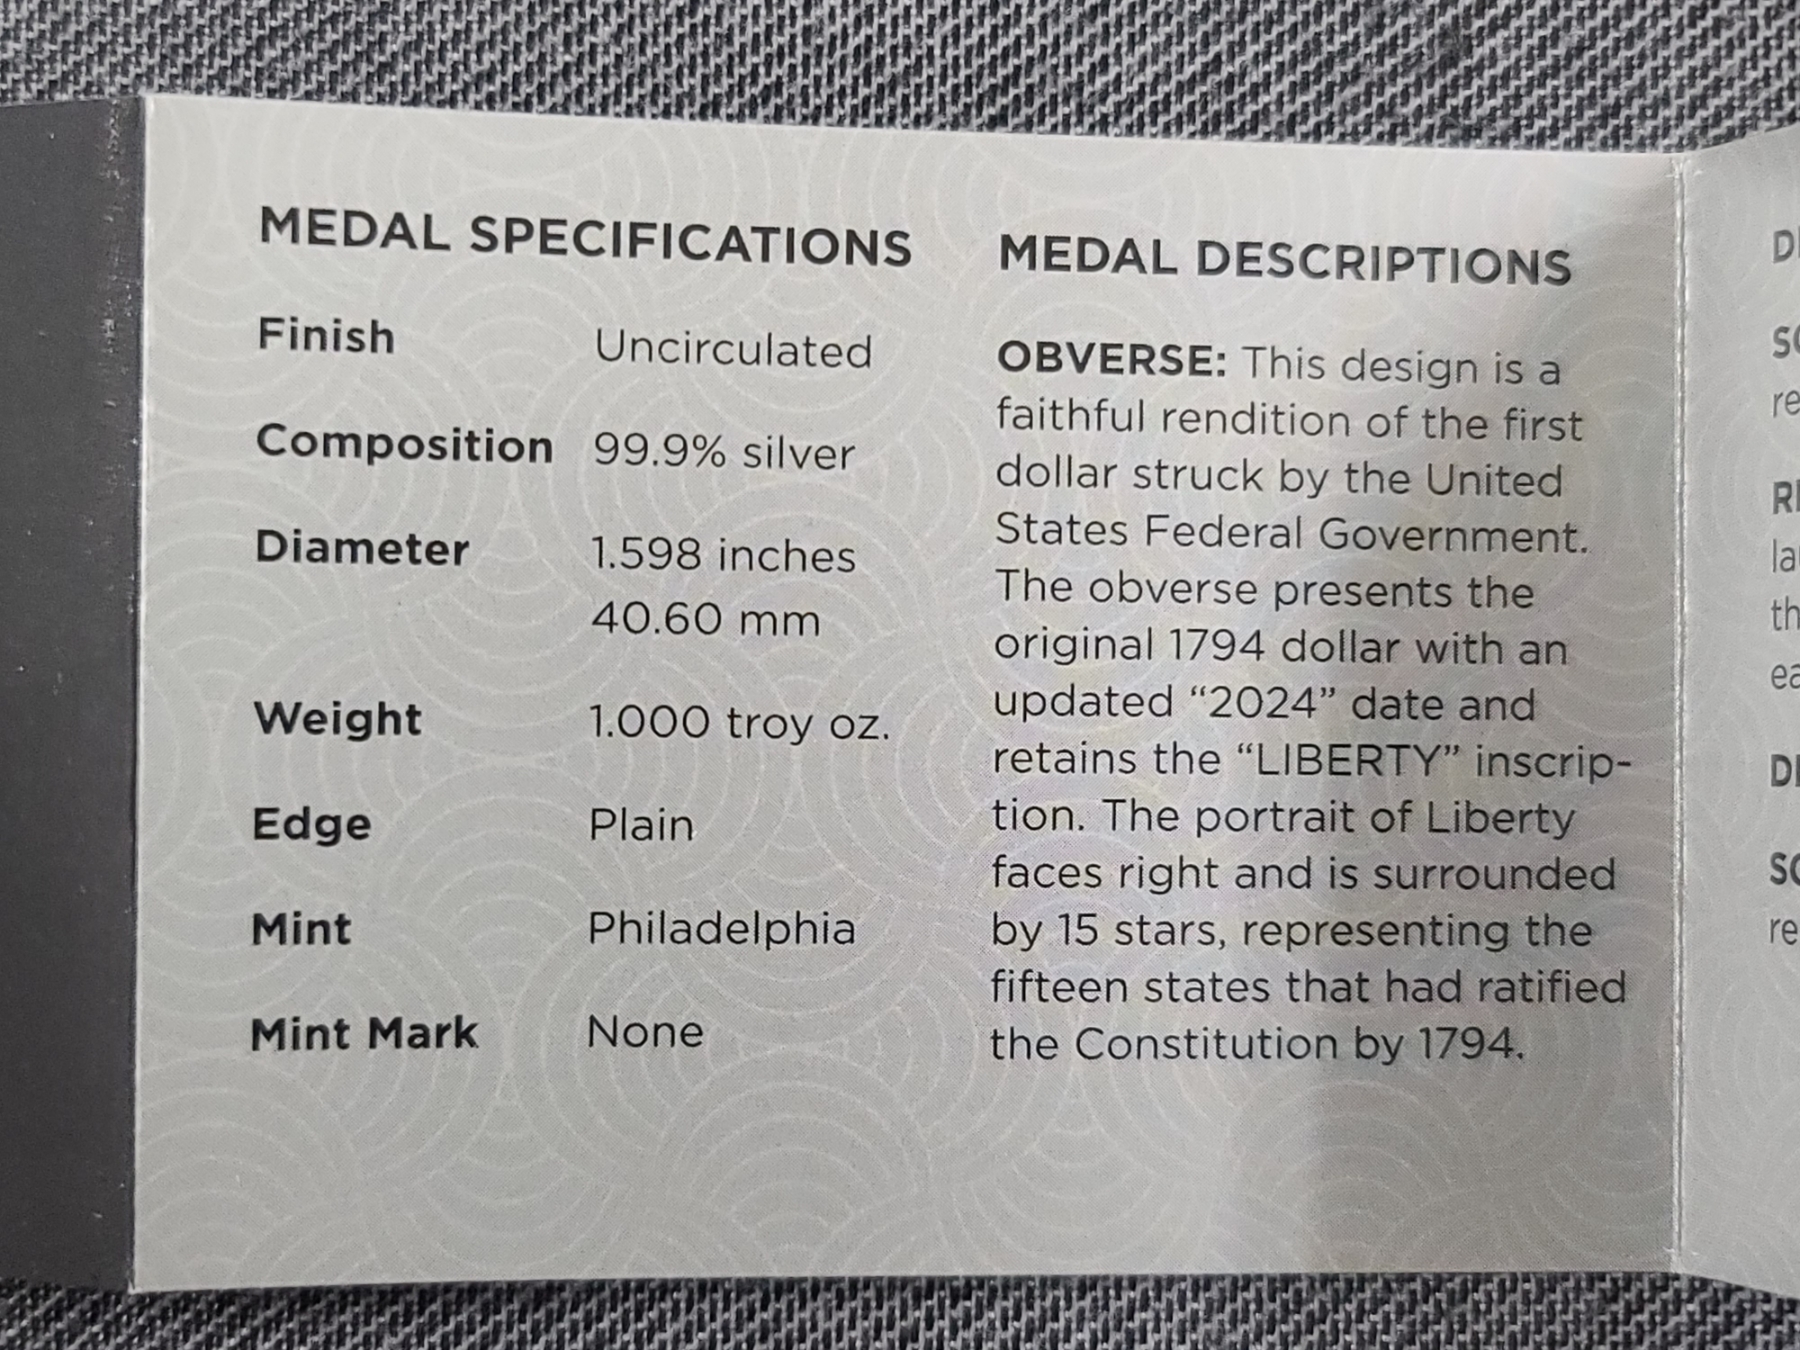 MEDAL SPECIFICATIONS
Finish Uncirculated
Composition 99.9% silver
Diameter 1.598 inches
40.60 mm
Weight 1.000 troy oz.
Edge Plain
Mint Philadelphia
Mint Mark None
MEDAL DESCRIPTIONS
OBVERSE: This design is a
faithful rendition of the first
dollar struck by the United
States Federal Government.
The obverse presents the
original 1794 dollar with an
updated “2024” date and
retains the “LIBERTY” inscrip-
tion. The portrait of Liberty
faces right and is surrounded
by 15 stars, representing the
fifteen states that had ratified
the Constitution by 1794.